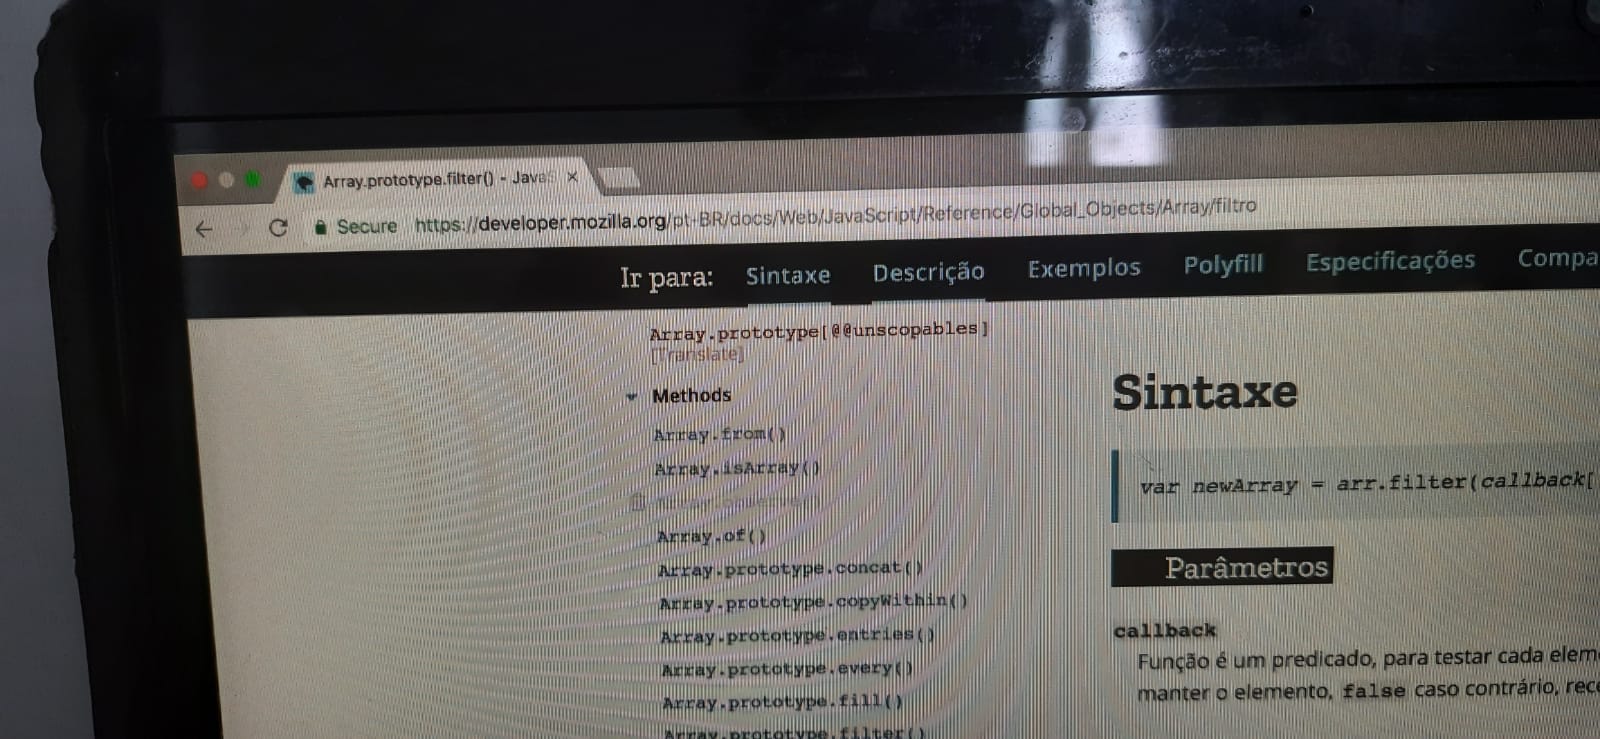 Array.prototype.filter() - JavaS
Secure https://developer.mozilla.org/pt-BR/docs/Web/JavaScript/Reference/Global_Objects/Array/filtro
Ir para: Sintaxe Descrição Exemplos Polyfill Especificações Compa
Array.prototype[@@unscopables]
[Translate]
Methods
Array.from()
Array.isArray()
Array.of()
Array.prototype.concat()
Array.prototype.copyWithin()
Array.prototype.entries()
Array.prototype.every()
Array.prototype.fill()
Array.prototype.filter()
Sintaxe
var newArray = arr.filter(callback[
Parâmetros
callback
Função é um predicado, para testar cada elem
manter o elemento, false caso contrário, rece